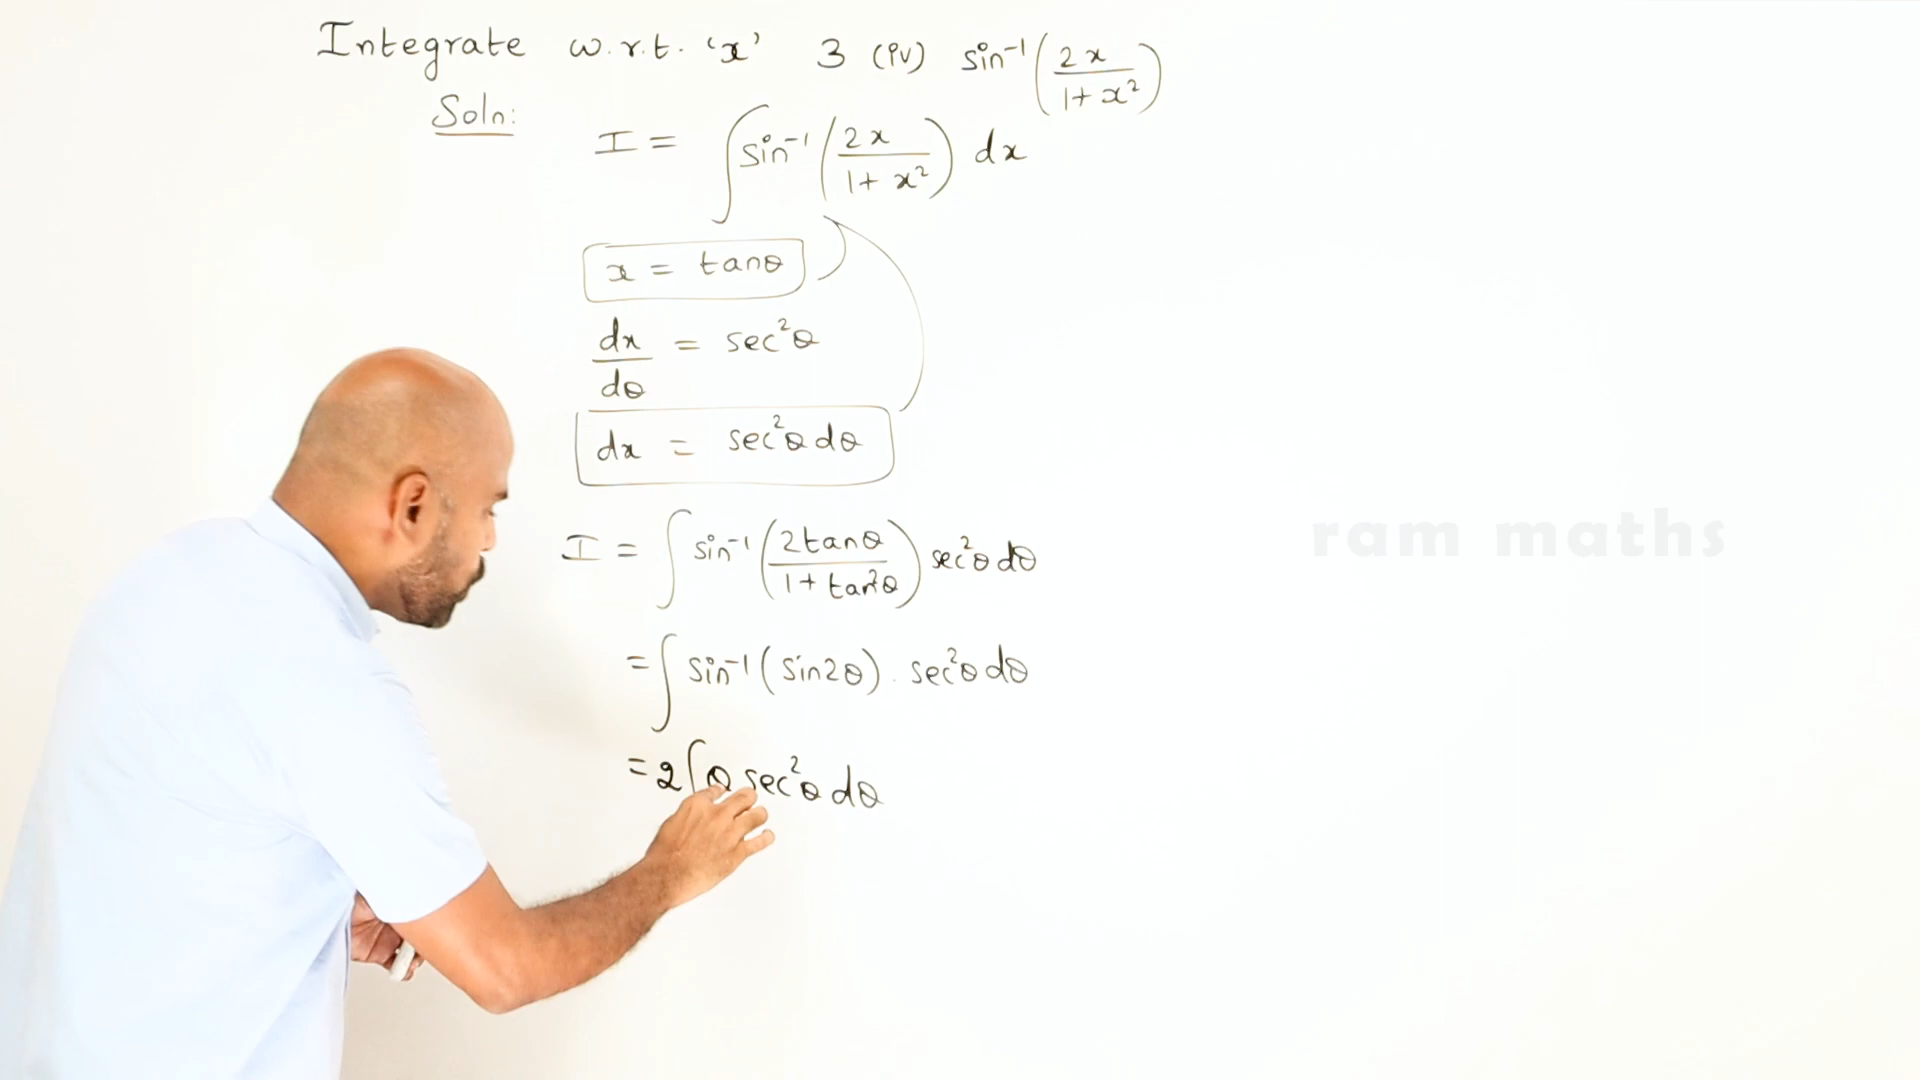 Integrate w.r.t. 'x' 3 (iv) sin⁻¹(2x/1+x²)
Soln:
I = ∫ sin⁻¹(2x/1+x²) dx
x = tanθ
dx/dθ = sec²θ
dx = sec²θ dθ
I = ∫ sin⁻¹(2tanθ/1+tan²θ) sec²θ dθ
ram maths
= ∫ sin⁻¹(sin2θ) . sec²θ dθ
= 2∫ θ sec²θ dθ